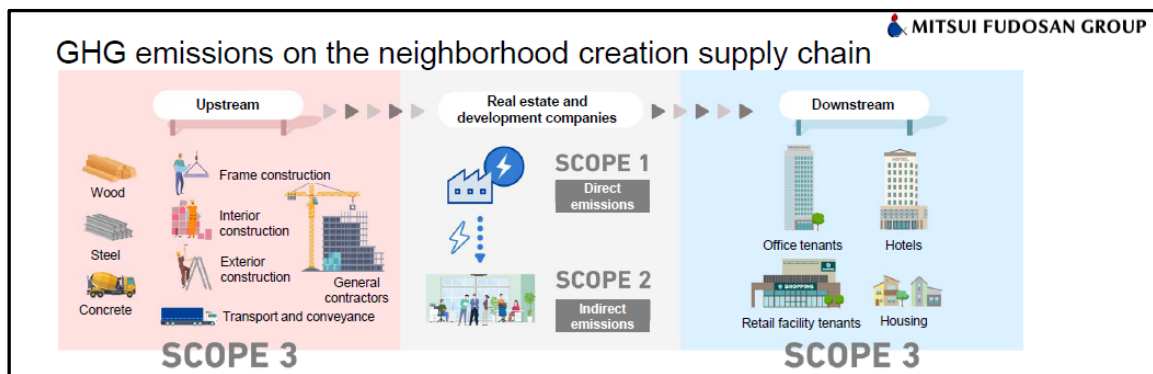 MITSUI FUDOSAN GROUP
GHG emissions on the neighborhood creation supply chain
Upstream
Wood
Steel
Concrete
Frame construction
Interior
construction
Exterior
construction
General
contractors
Transport and conveyance
SCOPE 3
Real estate and
development companies
SCOPE 1
Direct
emissions
SCOPE 2
Indirect
emissions
Downstream
Office tenants
HOTEL
Hotels
SHOPPING
Retail facility tenants
Housing
SCOPE 3